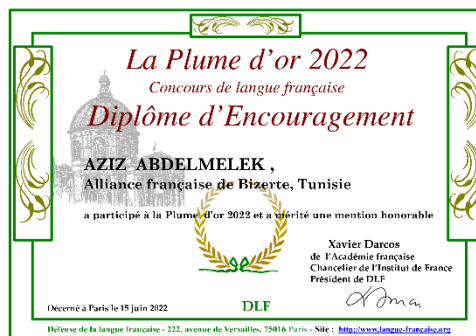 La Plume d'or 2022
Concours de langue française
Diplôme d'Encouragement
AZIZ ABDELMELEK ,
Alliance française de Bizerte, Tunisie
a participé à la Plume d'or 2022 et a mérité une mention honorable
Xavier Darcos
de l'Académie française
Chancelier de l'Institut de France
Président de DLF
Décerné à Paris le 15 juin 2022
DLF
Défense de la langue française - 222, avenue de Versailles, 75016 Paris - Site : http://www.langue-francaise.org